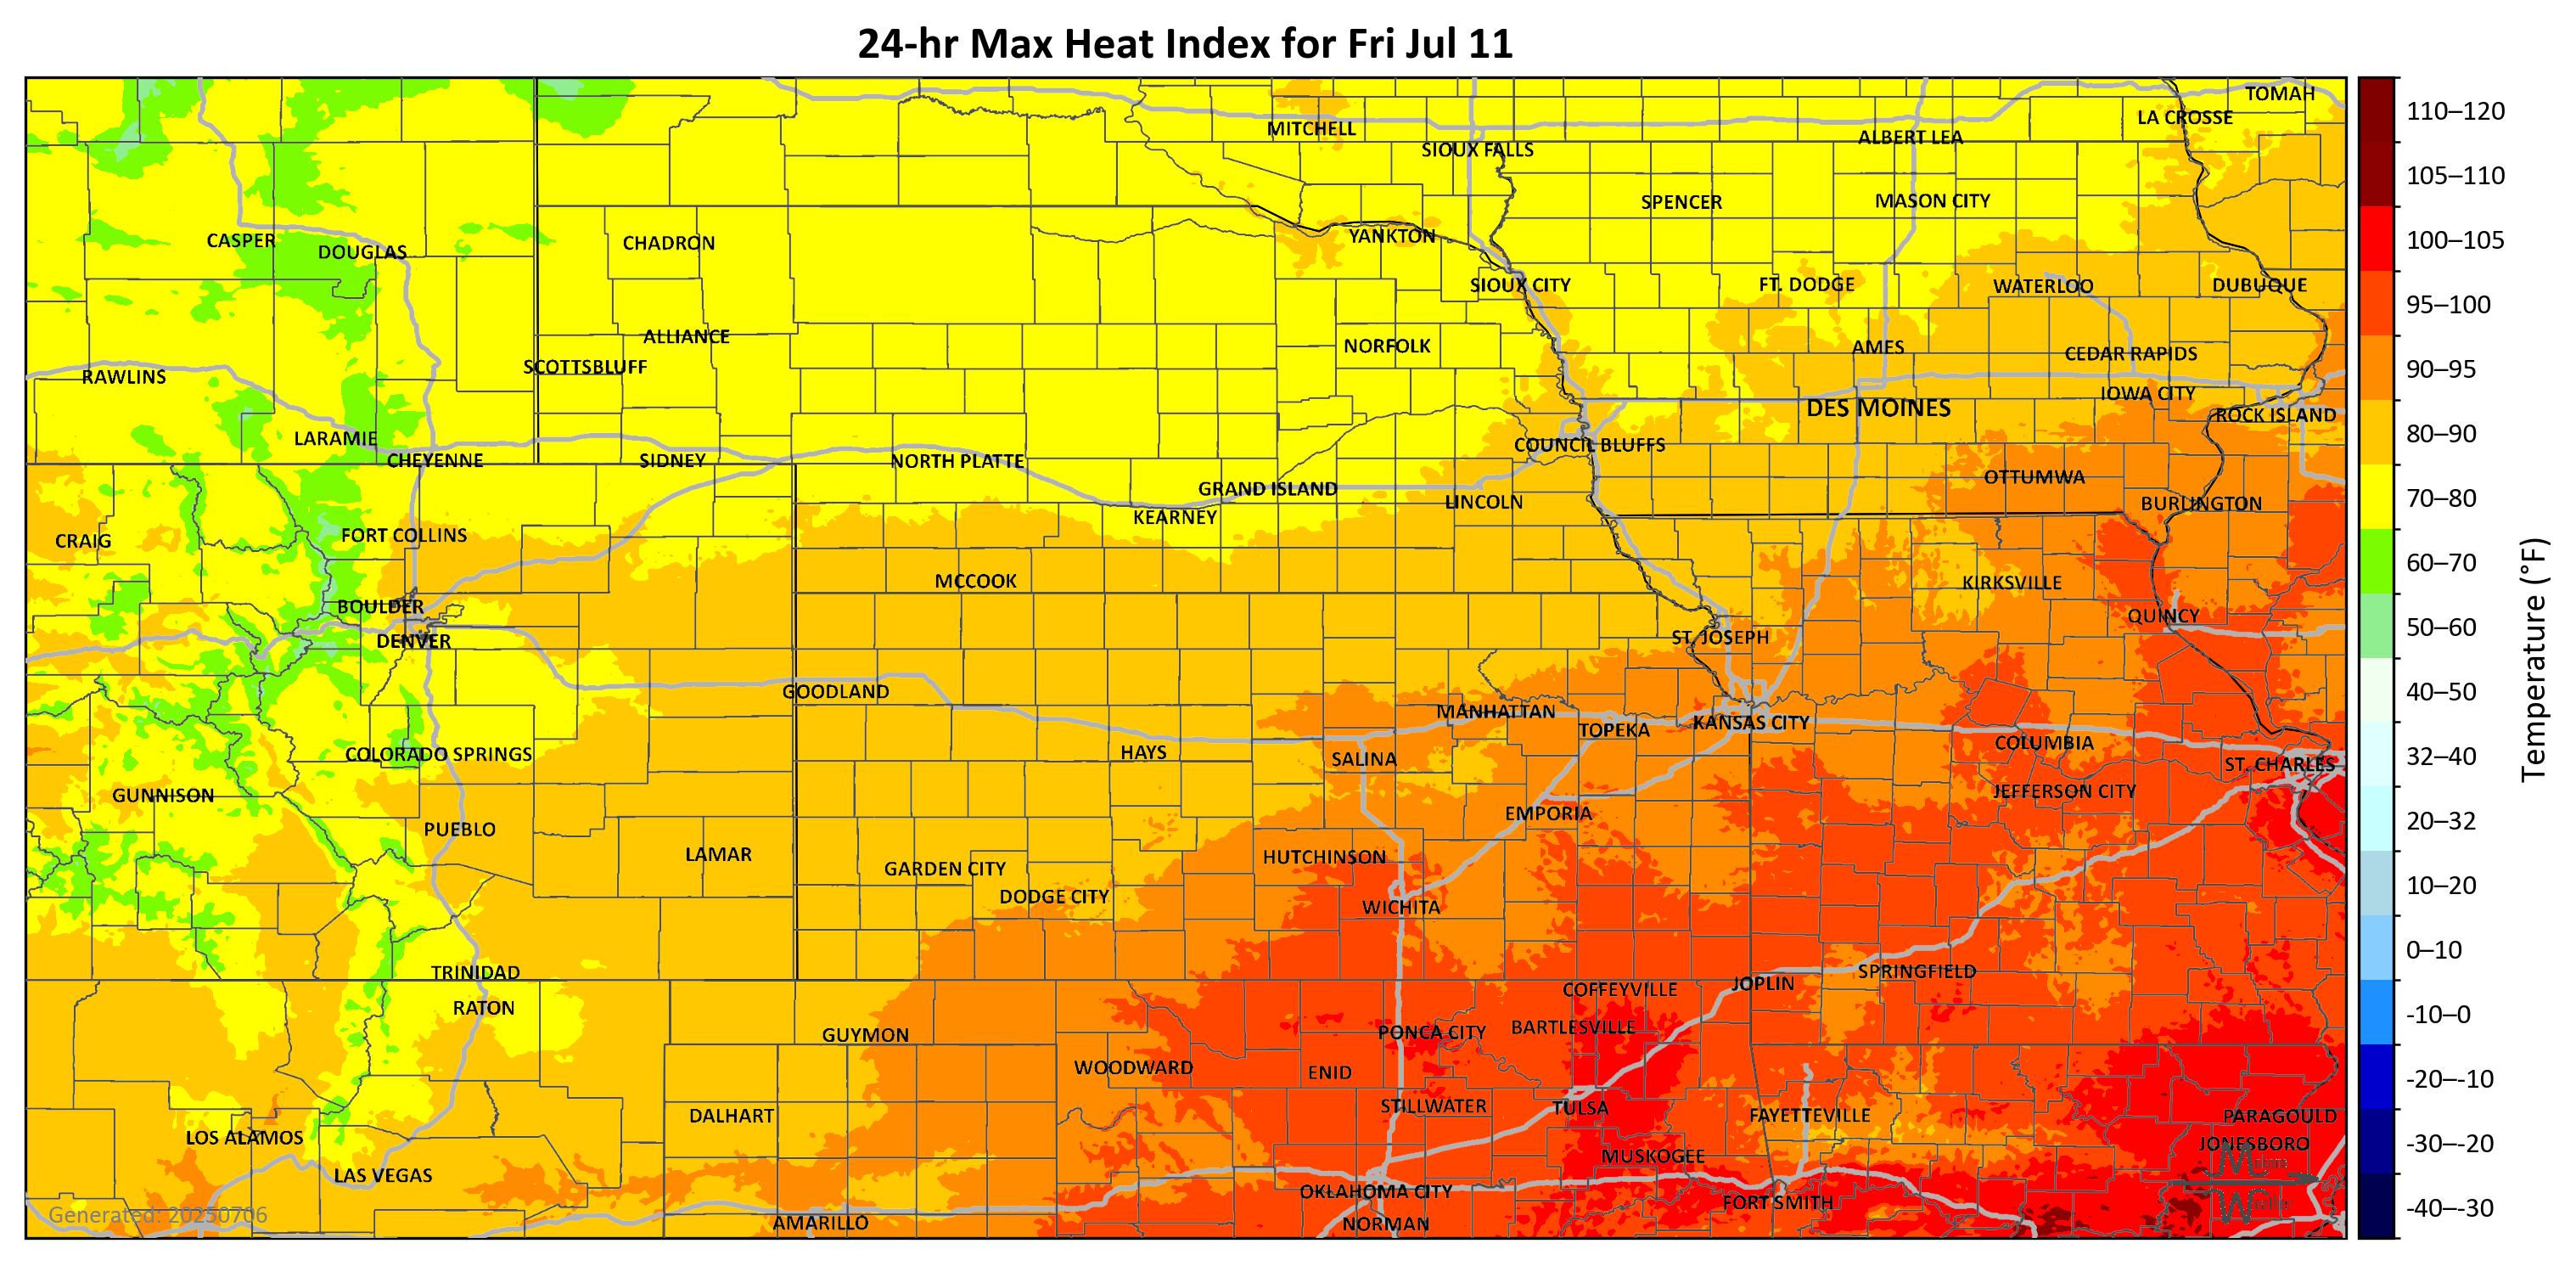 24-hr Max Heat Index for Fri Jul 11
TOMAH
LA CROSSE
MITCHELL
ALBERT LEA
SIOUX FALLS
SPENCER
MASON CITY
CASPER
DOUGLAS
CHADRON
YANKTON
SIOUX CITY
FT. DODGE
WATERLOO
DUBUQUE
ALLIANCE
NORFOLK
AMES
CEDAR RAPIDS
SCOTTSBLUFF
RAWLINS
IOWA CITY
DES MOINES
ROCK ISLAND
LARAMIE
COUNCIL BLUFFS
CHEYENNE
SIDNEY
NORTH PLATTE
OTTUMWA
GRAND ISLAND
LINCOLN
BURLINGTON
KEARNEY
FORT COLLINS
CRAIG
MCCOOK
KIRKSVILLE
BOULDER
QUINCY
DENVER
ST. JOSEPH
GOODLAND
MANHATTAN
KANSAS CITY
TOPEKA
COLUMBIA
HAYS
COLORADO SPRINGS
SALINA
ST. CHARLES
GUNNISON
JEFFERSON CITY
EMPORIA
PUEBLO
LAMAR
HUTCHINSON
GARDEN CITY
DODGE CITY
WICHITA
TRINIDAD
SPRINGFIELD
JOPLIN
COFFEYVILLE
RATON
BARTLESVILLE
PONCA CITY
GUYMON
WOODWARD
ENID
STILLWATER
TULSA
DALHART
FAYETTEVILLE
PARAGOULD
LOS ALAMOS
JONESBORO
MUSKOGEE
LAS VEGAS
OKLAHOMA CITY
FORT SMITH
AMARILLO
NORMAN
Generated: 20250706
110–120
105–110
100–105
95–100
90–95
80–90
70–80
60–70
50–60
40–50
32–40
20–32
10–20
0–10
-10–0
-20–-10
-30–-20
-40–-30
Temperature (°F)